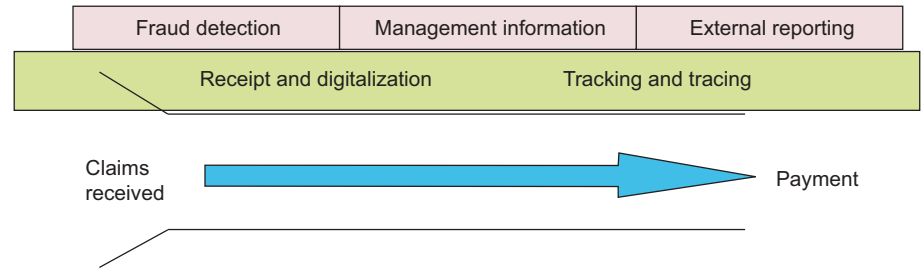 Fraud detection
Management information
External reporting
Receipt and digitalization
Tracking and tracing
Claims
received
Payment